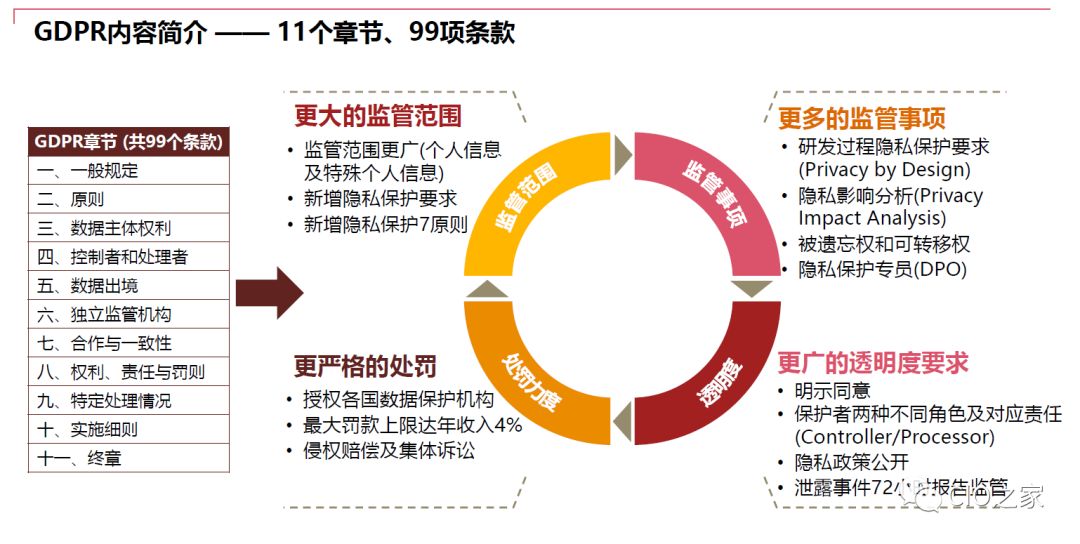 GDPR内容简介 —— 11个章节、99项条款
GDPR章节 (共99个条款)
一、一般规定
二、原则
三、数据主体权利
四、控制者和处理者
五、数据出境
六、独立监管机构
七、合作与一致性
八、权利、责任与罚则
九、特定处理情况
十、实施细则
十一、终章
更大的监管范围
• 监管范围更广(个人信息
及特殊个人信息)
• 新增隐私保护要求
• 新增隐私保护7原则
更多的监管事项
• 研发过程隐私保护要求
(Privacy by Design)
• 隐私影响分析(Privacy
Impact Analysis)
• 被遗忘权和可转移权
• 隐私保护专员(DPO)
监管范围
监管事项
处罚力度
透明度
更严格的处罚
• 授权各国数据保护机构
• 最大罚款上限达年收入4%
• 侵权赔偿及集体诉讼
更广的透明度要求
• 明示同意
• 保护者两种不同角色及对应责任
(Controller/Processor)
• 隐私政策公开
• 泄露事件72小时报告监管
CIO之家